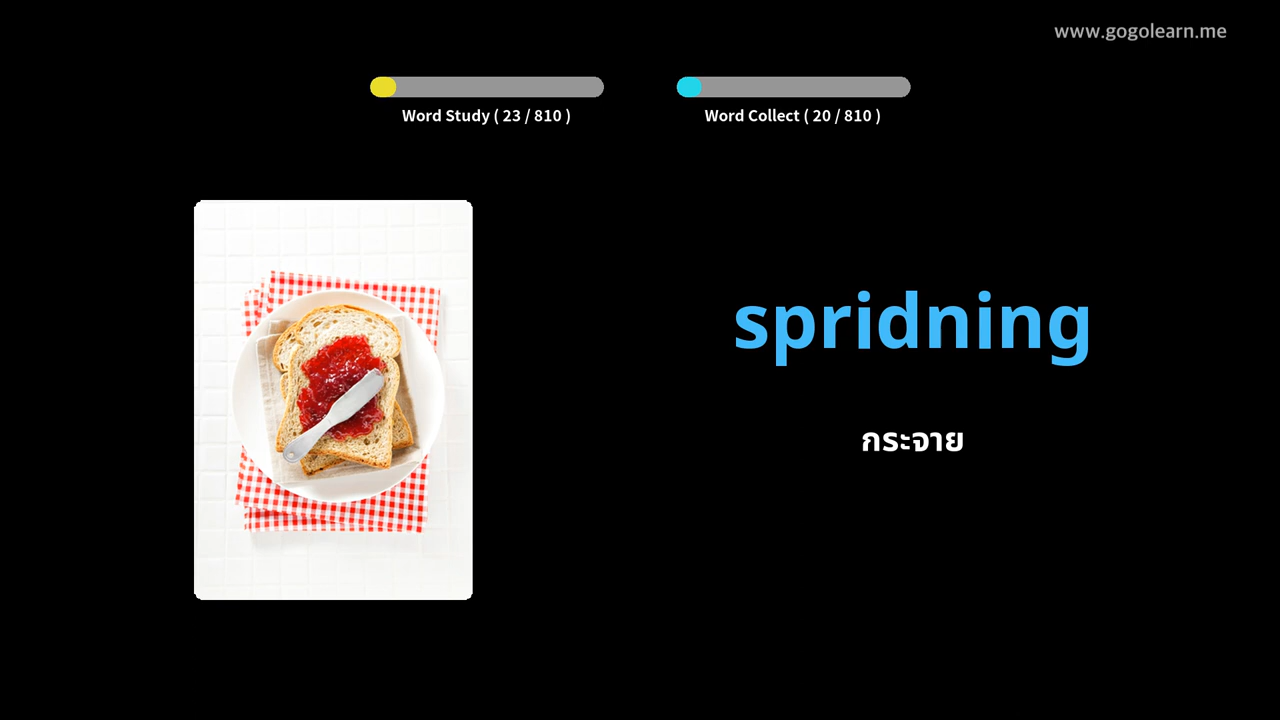 www.gogolearn.me
Word Study ( 23 / 810 )
Word Collect ( 20 / 810 )
spridning
กระจาย